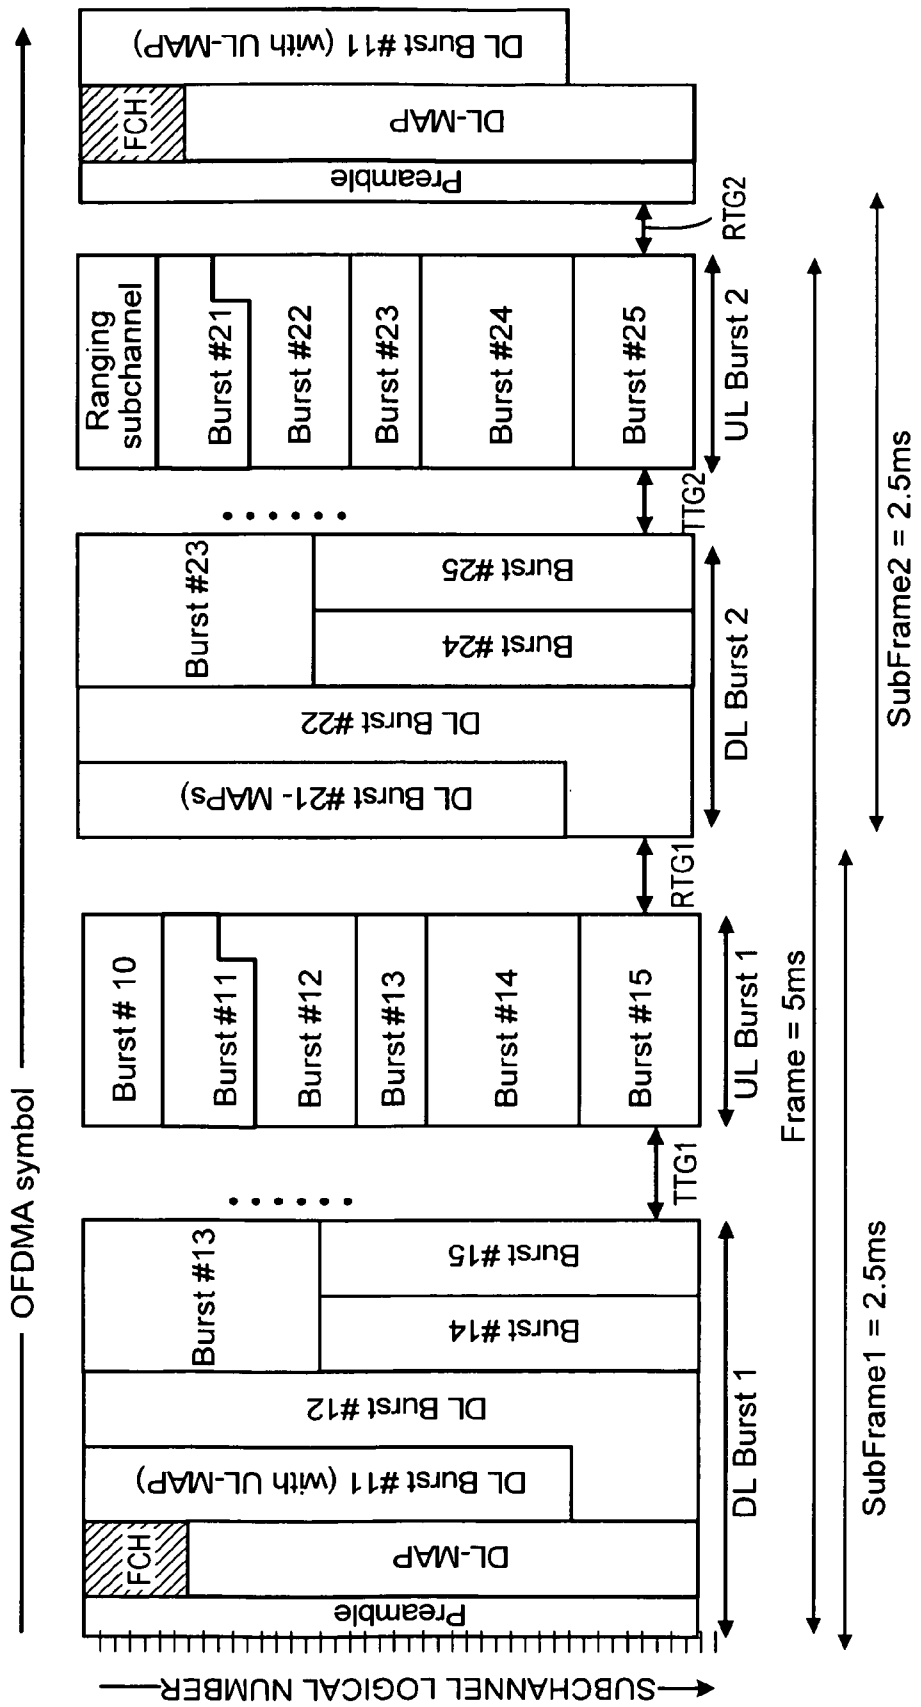 OFDMA symbol
SUBCHANNEL LOGICAL NUMBER
Preamble
FCH
DL-MAP
DL Burst #11 (with UL-MAP)
DL Burst #12
Burst #13
Burst #14
Burst #15
DL Burst 1
TTG1
Burst # 10
Burst #11
Burst #12
Burst #13
Burst #14
Burst #15
UL Burst 1
RTG1
DL Burst #21- MAPs)
DL Burst #22
Burst #23
Burst #24
Burst #25
DL Burst 2
TTG2
Ranging
subchannel
Burst #21
Burst #22
Burst #23
Burst #24
Burst #25
UL Burst 2
RTG2
Preamble
FCH
DL-MAP
DL Burst #11 (with UL-MAP)
Frame = 5ms
SubFrame1 = 2.5ms
SubFrame2 = 2.5ms